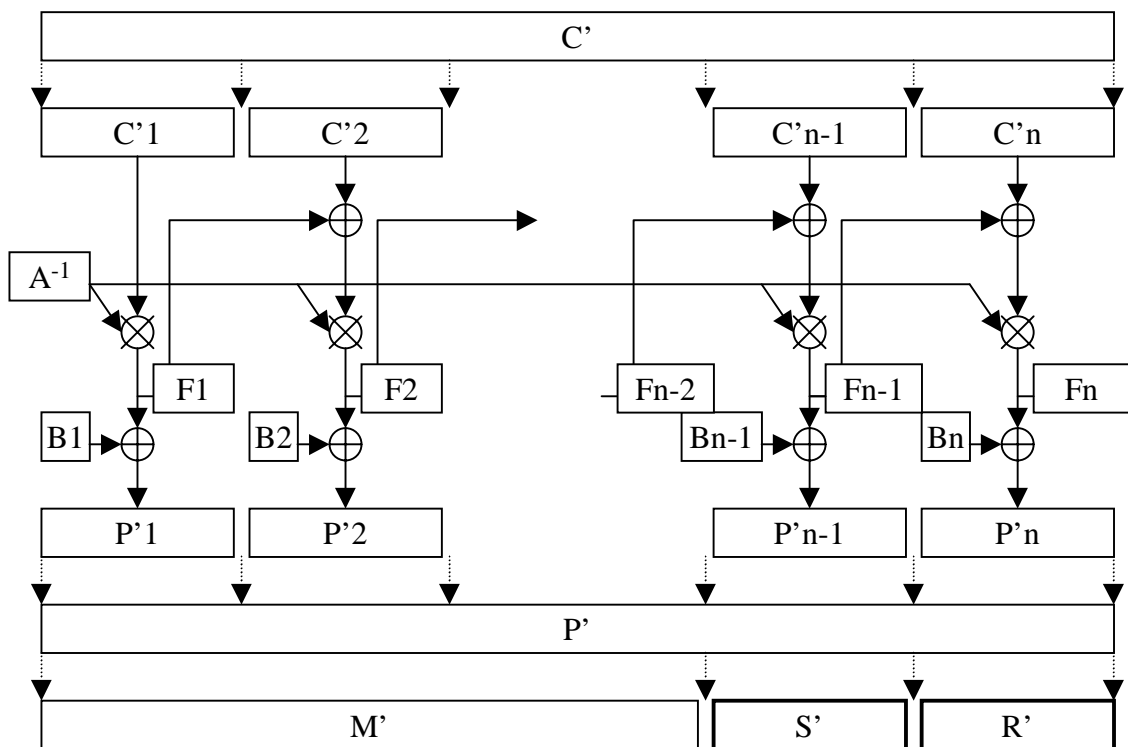 C’
C’1 C’2 C’n-1 C’n
A⁻¹
F1 F2 Fn-2 Fn-1 Fn
B1 B2 Bn-1 Bn
P’1 P’2 P’n-1 P’n
P’
M’ S’ R’